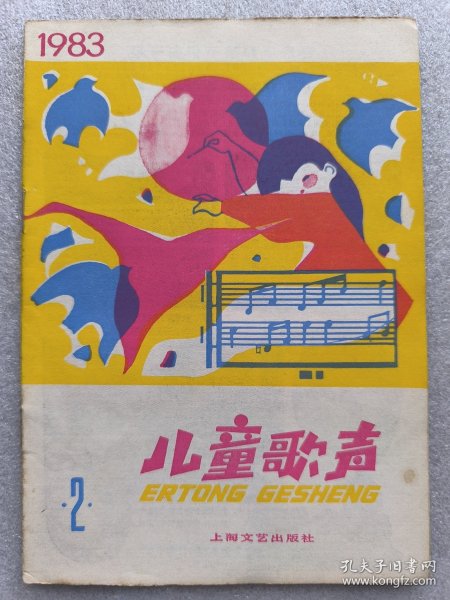 1983
儿童歌声
ERTONG GESHENG
·2·
上海文艺出版社
孔夫子旧书网
www.kongfz.com